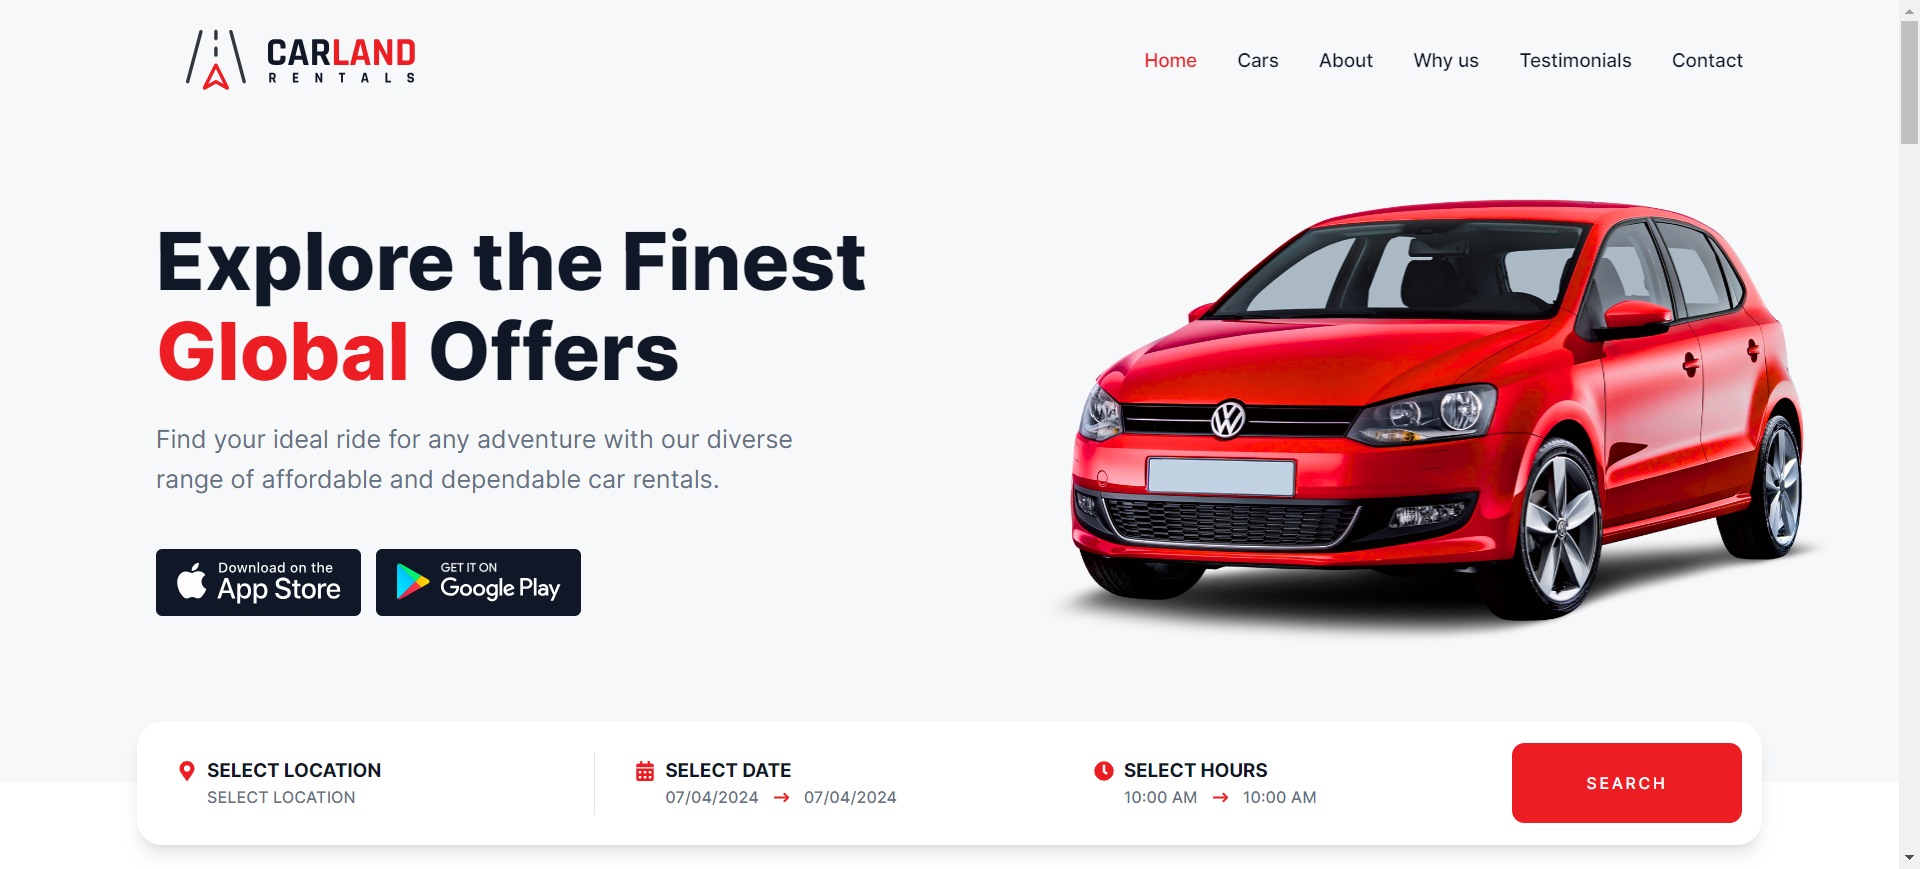 CARLAND
RENTALS
Home Cars About Why us Testimonials Contact
Explore the Finest
Global Offers
Find your ideal ride for any adventure with our diverse
range of affordable and dependable car rentals.
Download on the
App Store
GET IT ON
Google Play
SELECT LOCATION
SELECT LOCATION
SELECT DATE
07/04/2024 → 07/04/2024
SELECT HOURS
10:00 AM → 10:00 AM
SEARCH